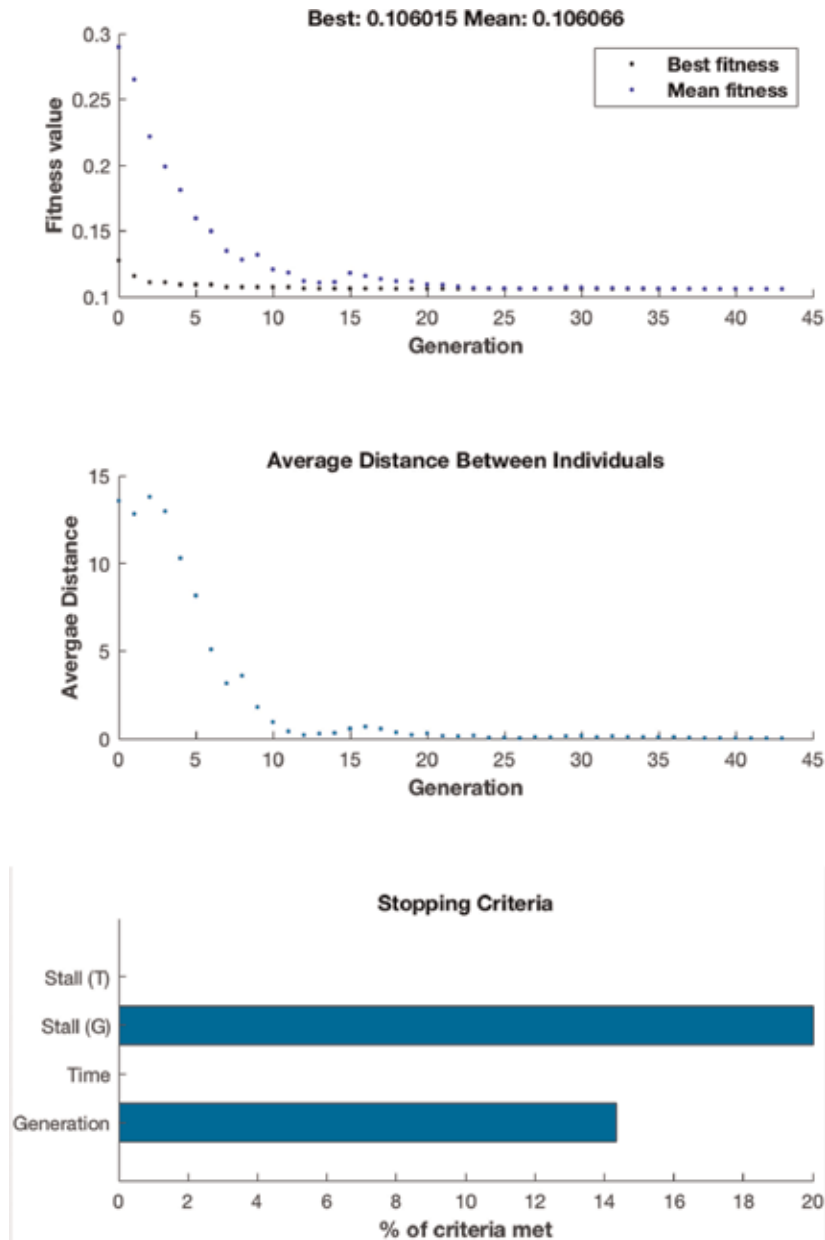 Best: 0.106015 Mean: 0.106066
0.3
0.25
0.2
0.15
0.1
Fitness value
Best fitness
Mean fitness
0 5 10 15 20 25 30 35 40 45
Generation
Average Distance Between Individuals
15
10
5
0
Avergae Distance
0 5 10 15 20 25 30 35 40 45
Generation
Stopping Criteria
Stall (T)
Stall (G)
Time
Generation
0 2 4 6 8 10 12 14 16 18 20
% of criteria met